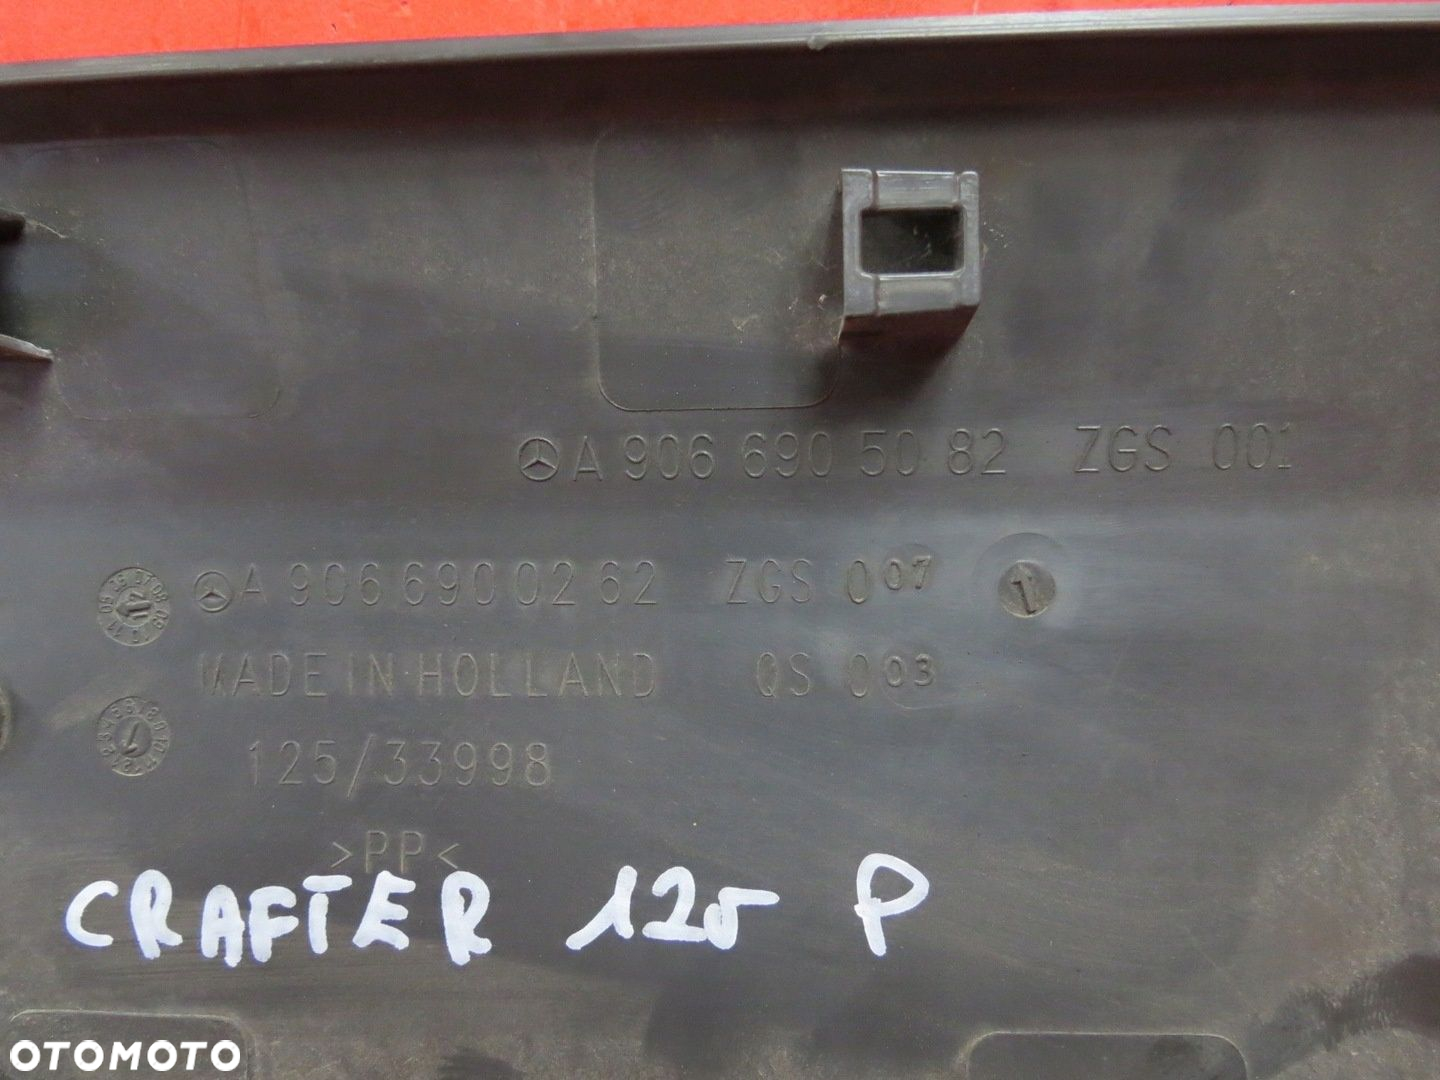 A 906 690 50 82 ZGS 001
A 906 690 02 62 ZGS 007
1
MADE IN HOLLAND QS 003
125/33998
>PP<
CRAFTER 125 P
OTOMOTO